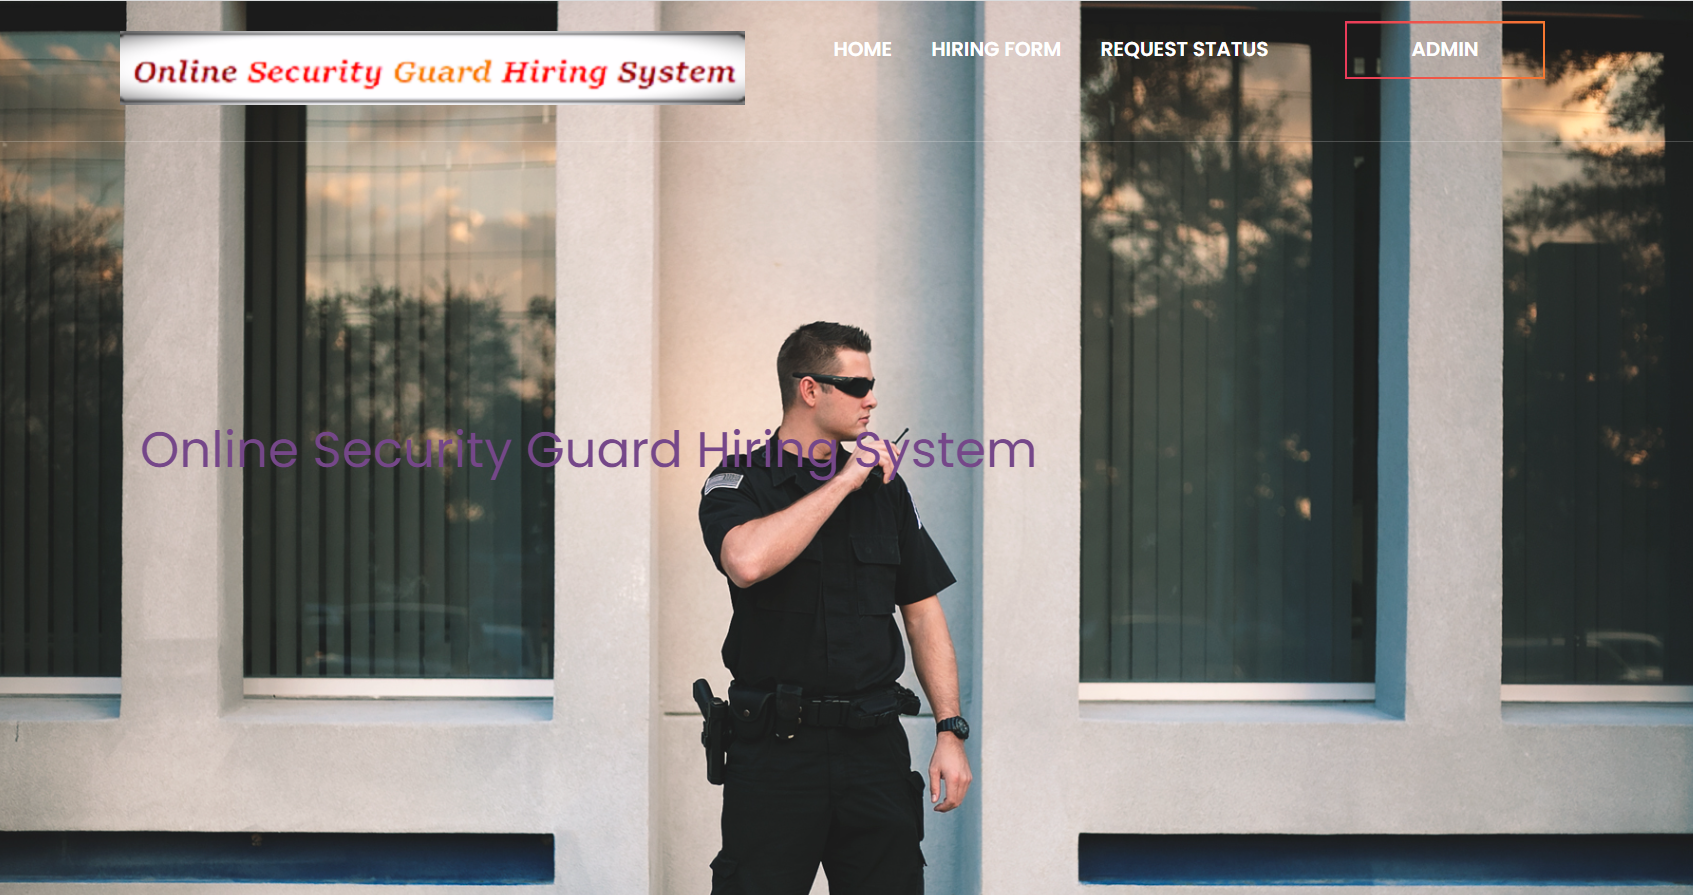 Online Security Guard Hiring System
HOME
HIRING FORM
REQUEST STATUS
ADMIN
Online Security Guard Hiring System